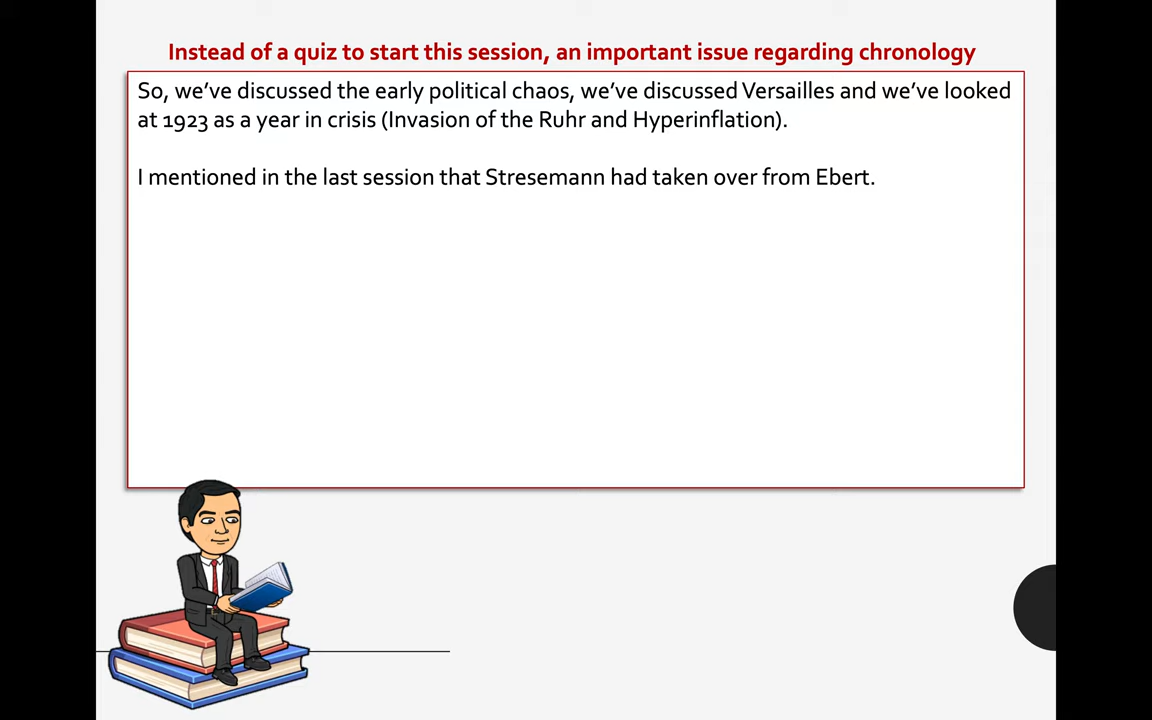 Instead of a quiz to start this session, an important issue regarding chronology
So, we’ve discussed the early political chaos, we’ve discussed Versailles and we’ve looked
at 1923 as a year in crisis (Invasion of the Ruhr and Hyperinflation).
I mentioned in the last session that Stresemann had taken over from Ebert.